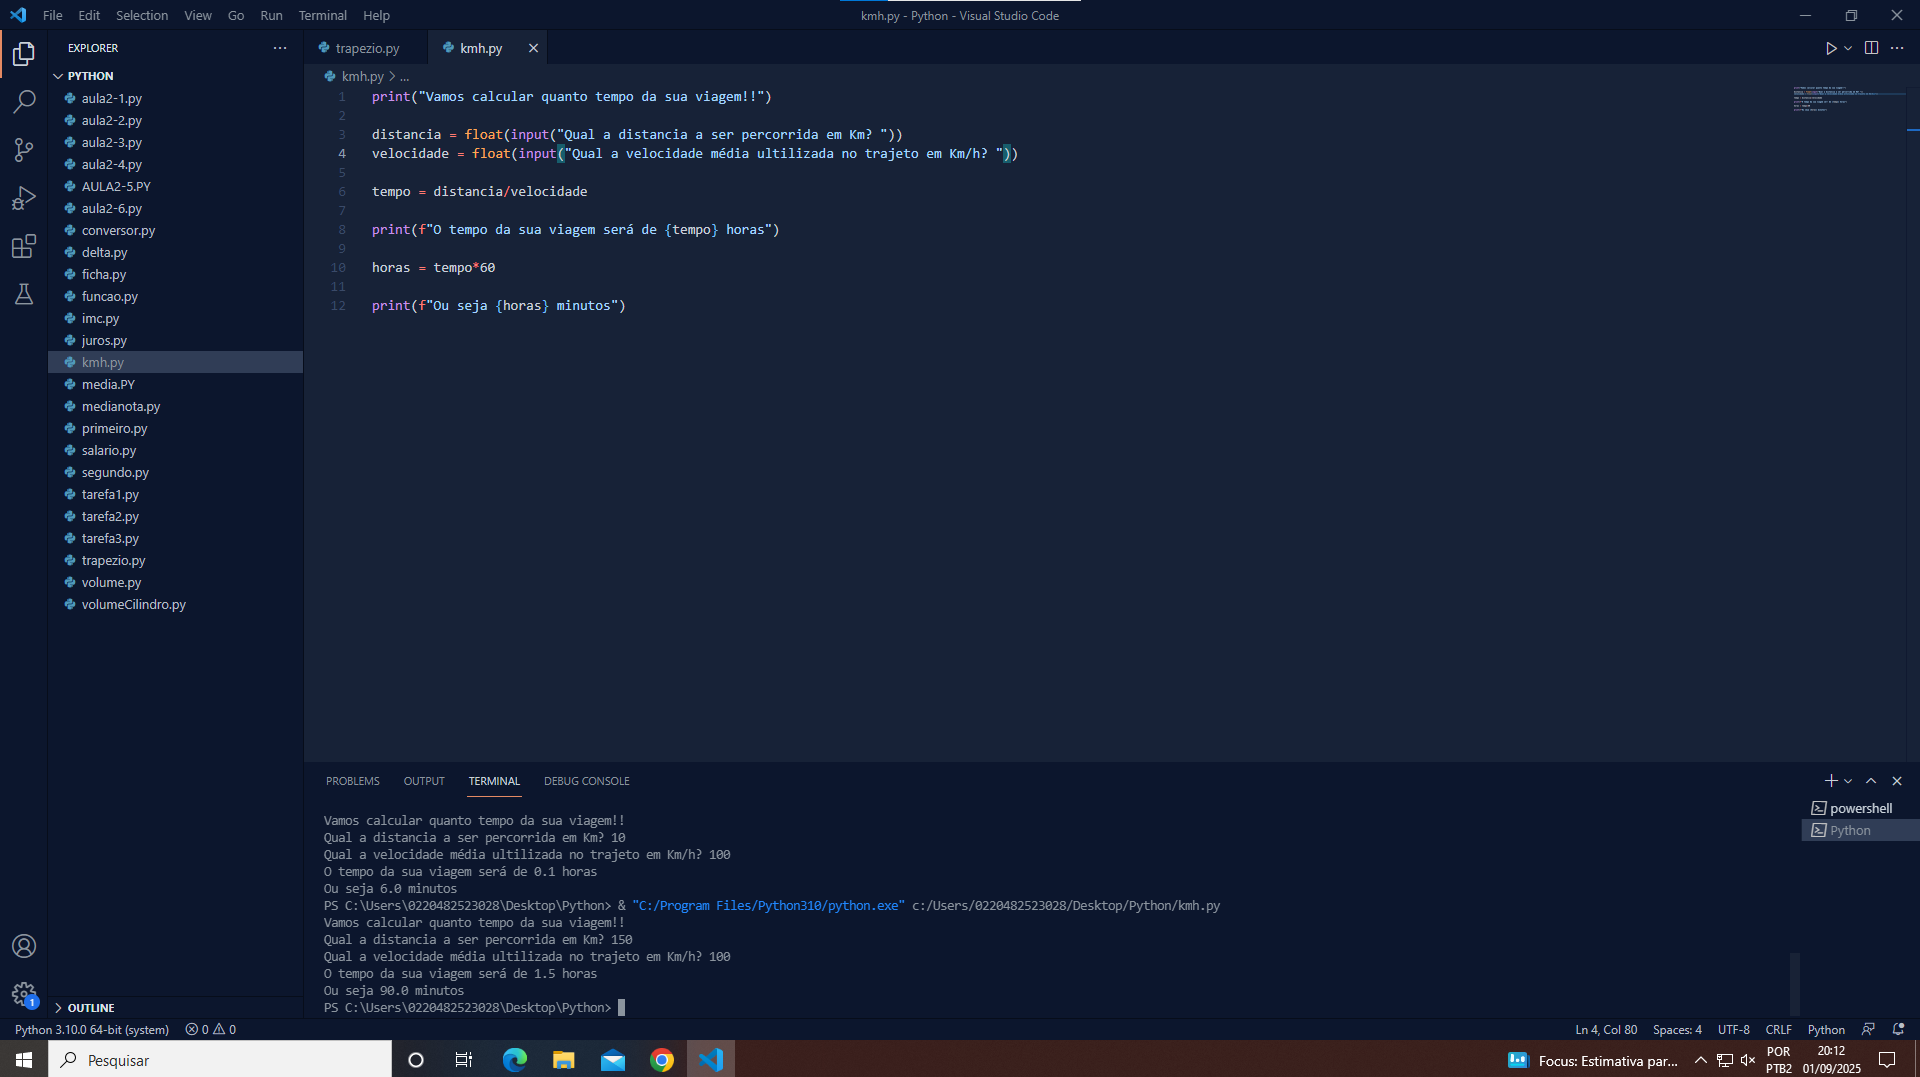 File Edit Selection View Go Run Terminal Help
kmh.py - Python - Visual Studio Code
EXPLORER
PYTHON
aula2-1.py
aula2-2.py
aula2-3.py
aula2-4.py
AULA2-5.PY
aula2-6.py
conversor.py
delta.py
ficha.py
funcao.py
imc.py
juros.py
kmh.py
media.PY
medianota.py
primeiro.py
salario.py
segundo.py
tarefa1.py
tarefa2.py
tarefa3.py
trapezio.py
volume.py
volumeCilindro.py
OUTLINE
trapezio.py kmh.py
kmh.py > ...
1 print("Vamos calcular quanto tempo da sua viagem!!")
2
3 distancia = float(input("Qual a distancia a ser percorrida em Km? "))
4 velocidade = float(input("Qual a velocidade média ultilizada no trajeto em Km/h? "))
5
6 tempo = distancia/velocidade
7
8 print(f"O tempo da sua viagem será de {tempo} horas")
9
10 horas = tempo*60
11
12 print(f"Ou seja {horas} minutos")
PROBLEMS OUTPUT TERMINAL DEBUG CONSOLE
Vamos calcular quanto tempo da sua viagem!!
Qual a distancia a ser percorrida em Km? 10
Qual a velocidade média ultilizada no trajeto em Km/h? 100
O tempo da sua viagem será de 0.1 horas
Ou seja 6.0 minutos
PS C:\Users\0220482523028\Desktop\Python> & "C:/Program Files/Python310/python.exe" c:/Users/0220482523028/Desktop/Python/kmh.py
Vamos calcular quanto tempo da sua viagem!!
Qual a distancia a ser percorrida em Km? 150
Qual a velocidade média ultilizada no trajeto em Km/h? 100
O tempo da sua viagem será de 1.5 horas
Ou seja 90.0 minutos
PS C:\Users\0220482523028\Desktop\Python>
powershell
Python
1
Python 3.10.0 64-bit (system) 0 0
Ln 4, Col 80 Spaces: 4 UTF-8 CRLF Python
Pesquisar
Focus: Estimativa par...
POR
PTB2
20:12
01/09/2025